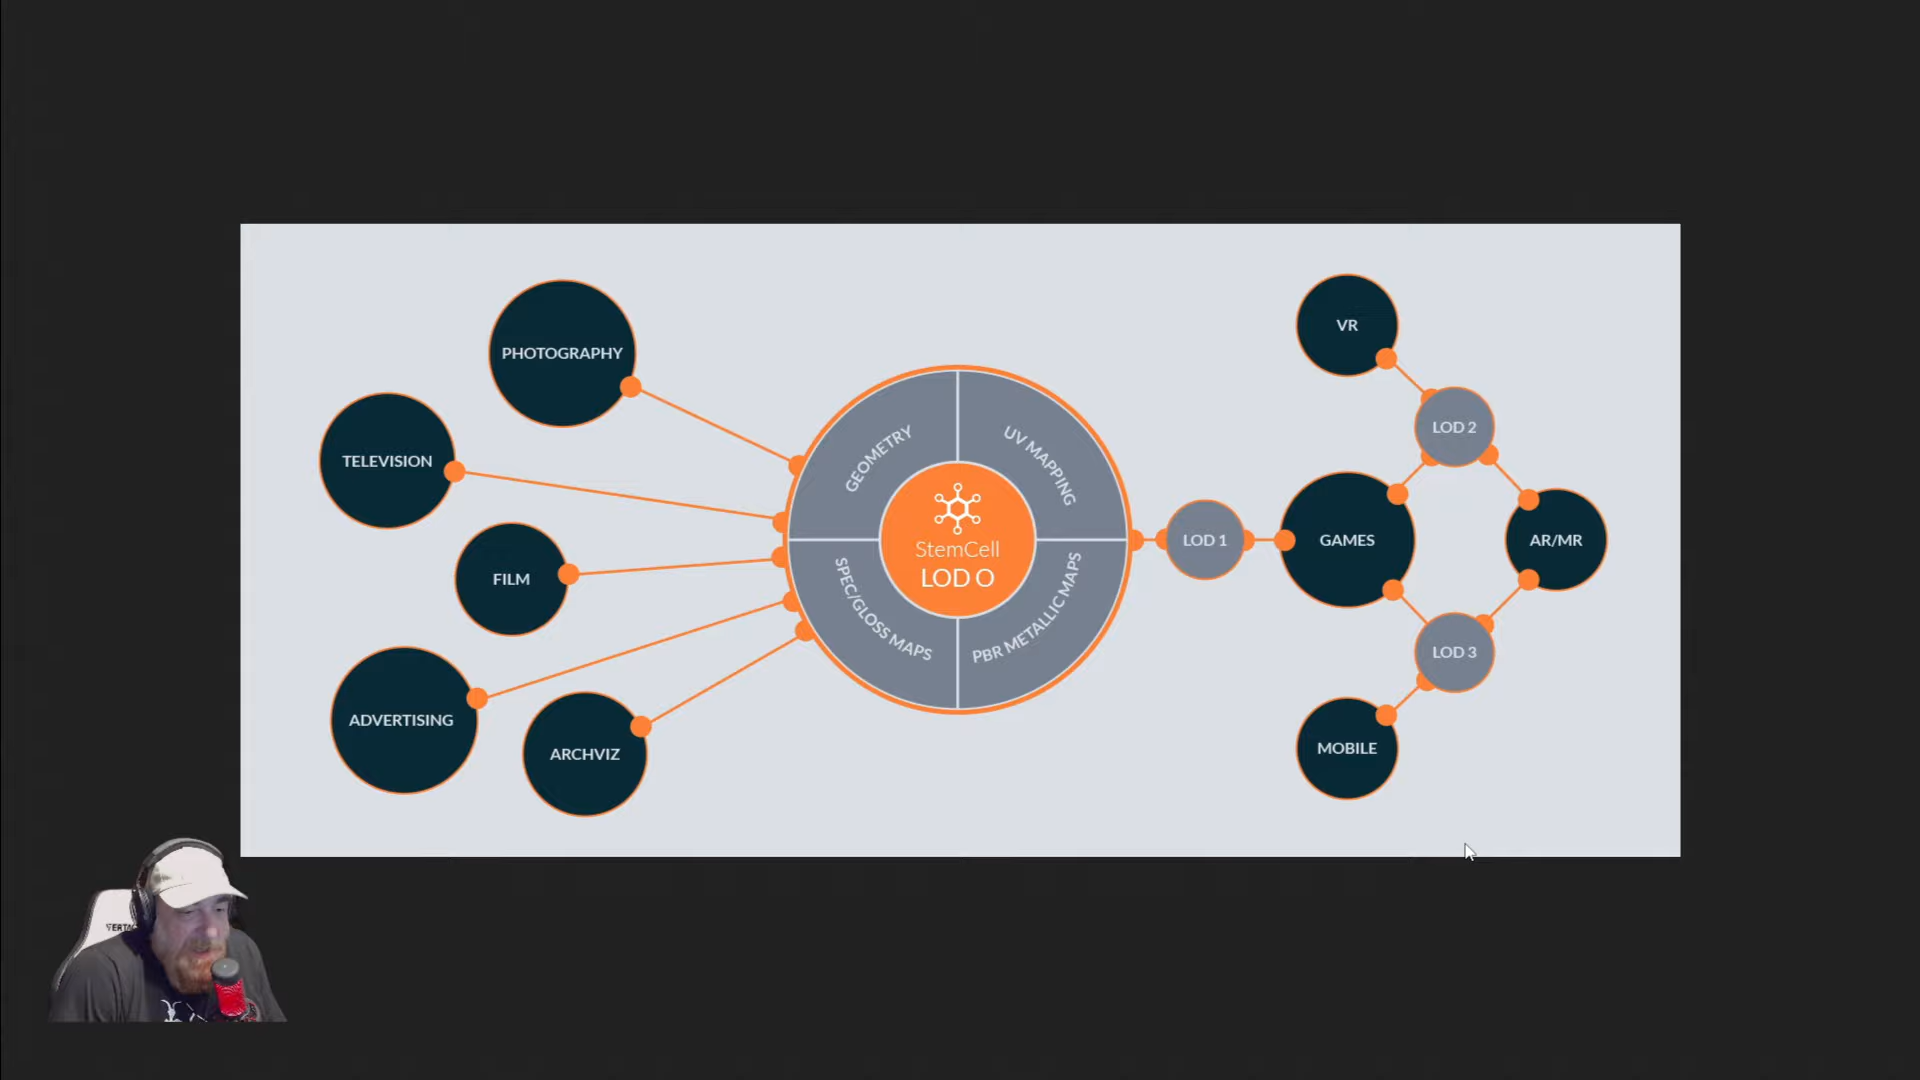 VR
PHOTOGRAPHY
LOD 2
TELEVISION
GEOMETRY
UV MAPPING
StemCell
LOD O
LOD 1
GAMES
AR/MR
FILM
SPEC/GLOSS MAPS
PBR METALLIC MAPS
LOD 3
ADVERTISING
ARCHVIZ
MOBILE